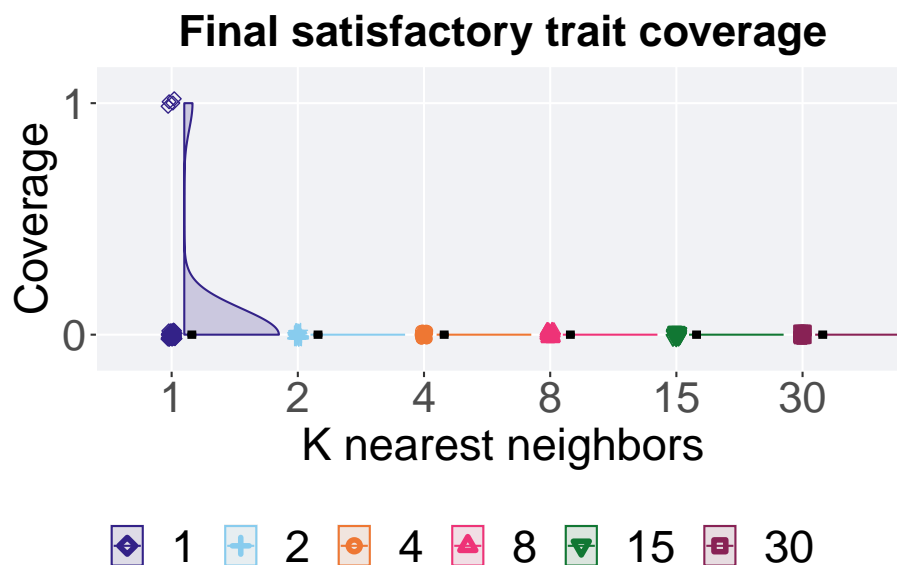 Final satisfactory trait coverage
Coverage
1
0
1 2 4 8 15 30
K nearest neighbors
1 2 4 8 15 30